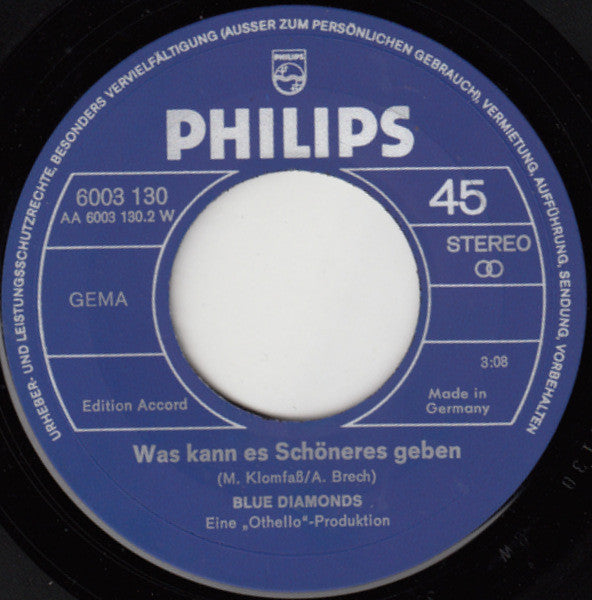 URHEBER- UND LEISTUNGSSCHUTZRECHTE, BESONDERS VERVIELFÄLTIGUNG (AUSSER ZUM PERSÖNLICHEN GEBRAUCH), VERMIETUNG, AUFFÜHRUNG, SENDUNG, VORBEHALTEN
PHILIPS
PHILIPS
6003 130
AA 6003 130.2 W
45
STEREO
GEMA
3:08
Edition Accord
Made in
Germany
Was kann es Schöneres geben
(M. Klomfaß/A. Brech)
BLUE DIAMONDS
Eine „Othello"-Produktion